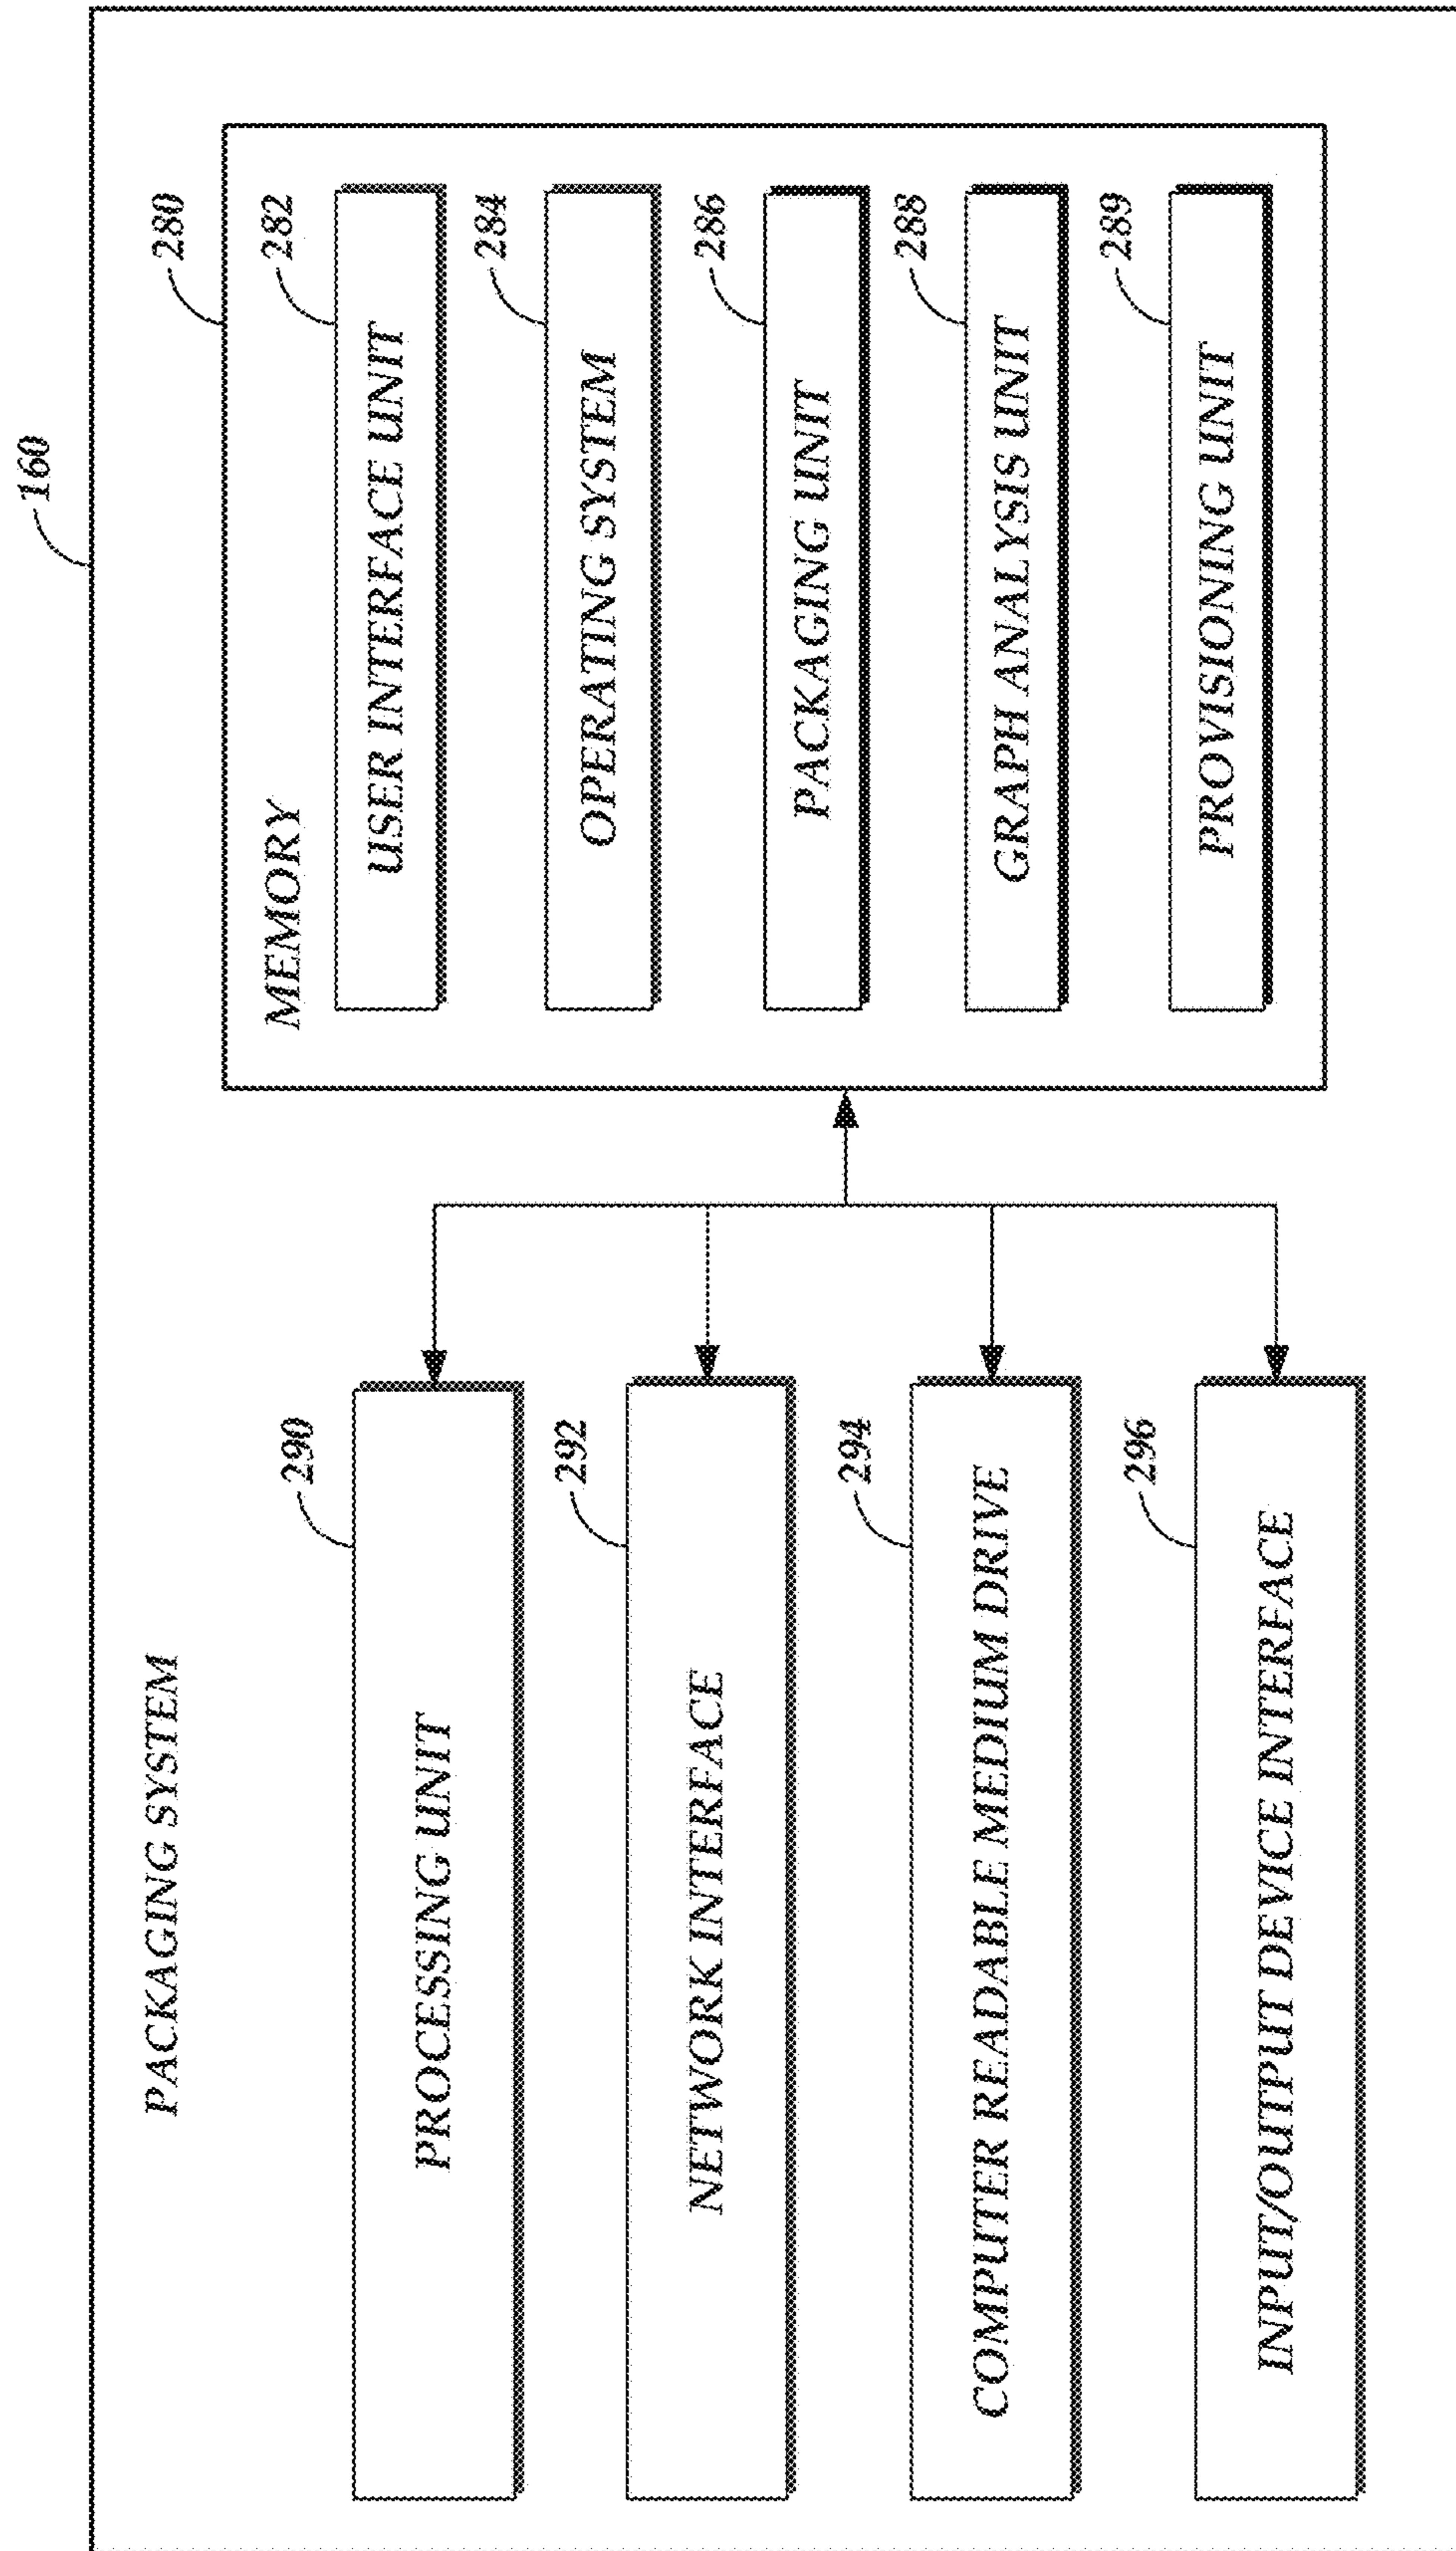 160
PACKAGING SYSTEM
290
PROCESSING UNIT
292
NETWORK INTERFACE
294
COMPUTER READABLE MEDIUM DRIVE
296
INPUT/OUTPUT DEVICE INTERFACE
280
MEMORY
282
USER INTERFACE UNIT
284
OPERATING SYSTEM
286
PACKAGING UNIT
288
GRAPH ANALYSIS UNIT
289
PROVISIONING UNIT